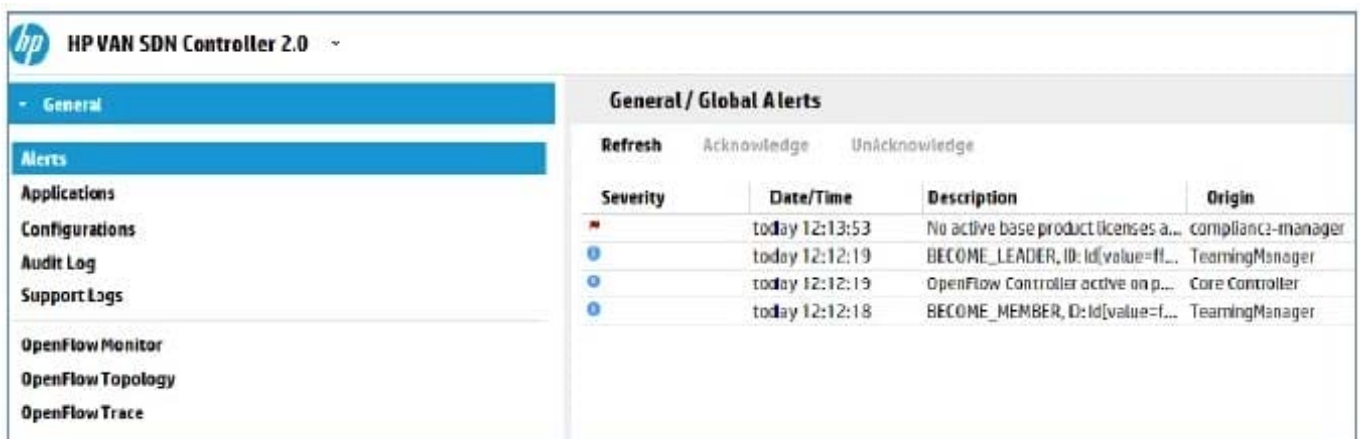 hp HP VAN SDN Controller 2.0
General
Alerts
Applications
Configurations
Audit Log
Support Logs
OpenFlow Monitor
OpenFlow Topology
OpenFlow Trace
General / Global Alerts
Refresh Acknowledge UnAcknowledge
Severity Date/Time Description Origin
today 12:13:53 No active base product licenses a... compliance-manager
today 12:12:19 BECOME_LEADER, ID: Id[value=ff... TeamingManager
today 12:12:19 OpenFlow Controller active on p... Core Controller
today 12:12:18 BECOME_MEMBER, ID: Id[value=f... TeamingManager